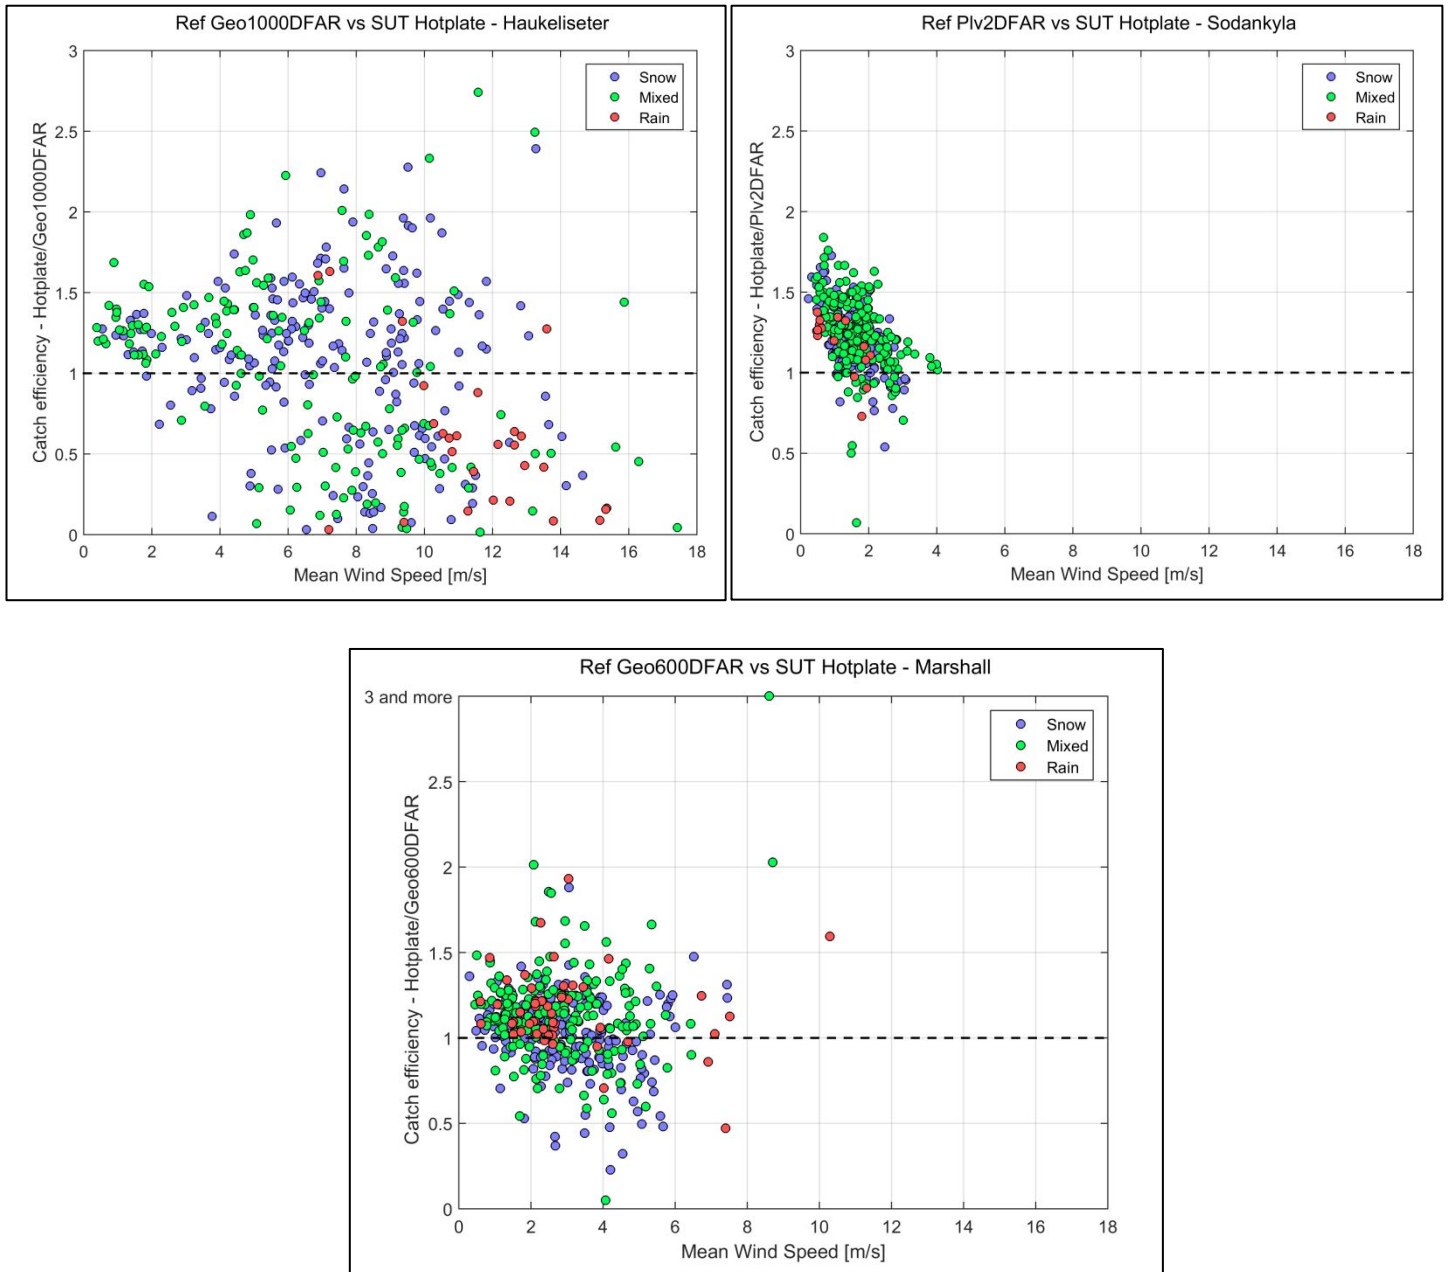 Ref Geo1000DFAR vs SUT Hotplate - Haukeliseter
3
2.5
2
1.5
1
0.5
0
Catch efficiency - Hotplate/Geo1000DFAR
Snow
Mixed
Rain
0 2 4 6 8 10 12 14 16 18
Mean Wind Speed [m/s]
Ref Plv2DFAR vs SUT Hotplate - Sodankyla
3
2.5
2
1.5
1
0.5
0
Catch efficiency - Hotplate/Plv2DFAR
Snow
Mixed
Rain
0 2 4 6 8 10 12 14 16 18
Mean Wind Speed [m/s]
Ref Geo600DFAR vs SUT Hotplate - Marshall
3 and more
2.5
2
1.5
1
0.5
0
Catch efficiency - Hotplate/Geo600DFAR
Snow
Mixed
Rain
0 2 4 6 8 10 12 14 16 18
Mean Wind Speed [m/s]